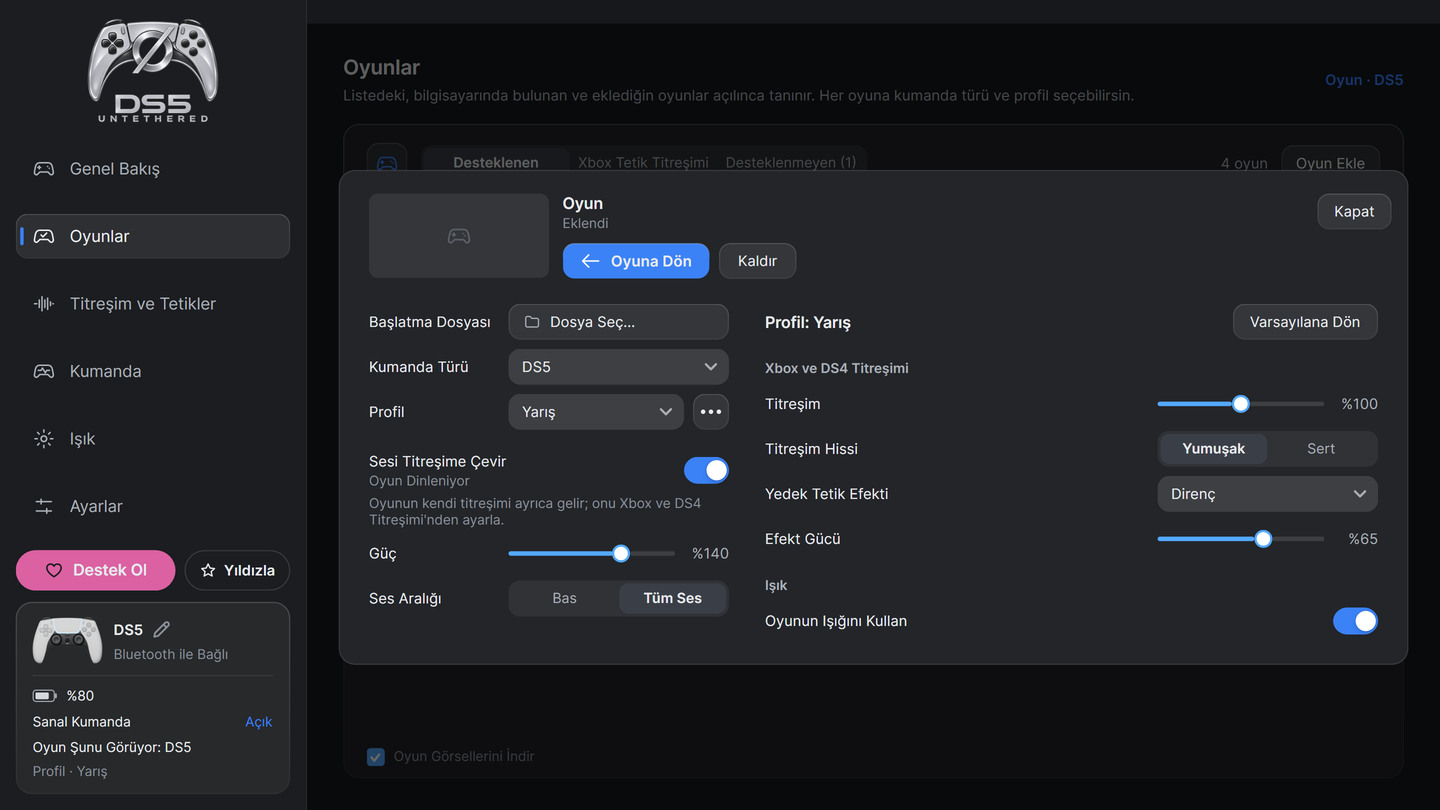 DS5
UNTETHERED
Genel Bakış
Oyunlar
Titreşim ve Tetikler
Kumanda
Işık
Ayarlar
Destek Ol
Yıldızla
DS5
Bluetooth ile Bağlı
%80
Sanal Kumanda
Açık
Oyun Şunu Görüyor: DS5
Profil · Yarış
Oyunlar
Listedeki, bilgisayarında bulunan ve eklediğin oyunlar açılınca tanınır. Her oyuna kumanda türü ve profil seçebilirsin.
Oyun · DS5
Desteklenen
Xbox Tetik Titreşimi
Desteklenmeyen (1)
4 oyun
Oyun Ekle
Oyun
Eklendi
Oyuna Dön
Kaldır
Kapat
Başlatma Dosyası
Dosya Seç...
Kumanda Türü
DS5
Profil
Yarış
Sesi Titreşime Çevir
Oyun Dinleniyor
Oyunun kendi titreşimi ayrıca gelir; onu Xbox ve DS4
Titreşimi'nden ayarla.
Güç
%140
Ses Aralığı
Bas
Tüm Ses
Profil: Yarış
Varsayılana Dön
Xbox ve DS4 Titreşimi
Titreşim
%100
Titreşim Hissi
Yumuşak
Sert
Yedek Tetik Efekti
Direnç
Efekt Gücü
%65
Işık
Oyunun Işığını Kullan
Oyun Görsellerini İndir